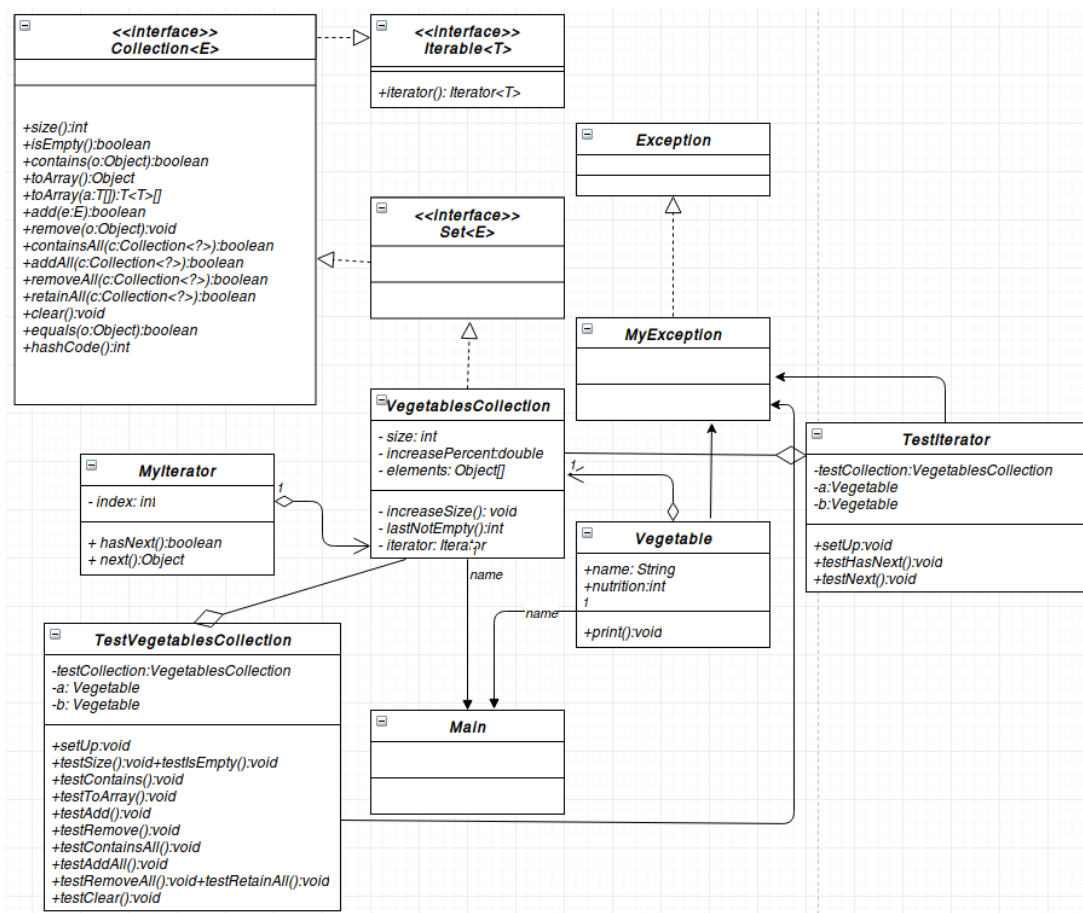 <<interface>>
Collection<E>
+size():int
+isEmpty():boolean
+contains(o:Object):boolean
+toArray():Object
+toArray(a:T[]):T<T>[]
+add(e:E):boolean
+remove(o:Object):void
+containsAll(c:Collection<?>):boolean
+addAll(c:Collection<?>):boolean
+removeAll(c:Collection<?>):boolean
+retainAll(c:Collection<?>):boolean
+clear():void
+equals(o:Object):boolean
+hashCode():int
<<interface>>
Iterable<T>
+iterator(): Iterator<T>
Exception
<<interface>>
Set<E>
MyException
VegetablesCollection
- size: int
- increasePercent:double
- elements: Object[]
- increaseSize(): void
- lastNotEmpty():int
- iterator: Iterator
1
name
TestIterator
-testCollection:VegetablesCollection
-a:Vegetable
-b:Vegetable
+setUp:void
+testHasNext():void
+testNext():void
MyIterator
- index: int
+ hasNext():boolean
+ next():Object
1
1
Vegetable
+name: String
+nutrition:int
1
+print():void
name
TestVegetablesCollection
-testCollection:VegetablesCollection
-a: Vegetable
-b: Vegetable
+setUp:void
+testSize():void+testIsEmpty():void
+testContains():void
+testToArray():void
+testAdd():void
+testRemove():void
+testContainsAll():void
+testAddAll():void
+testRemoveAll():void+testRetainAll():void
+testClear():void
Main